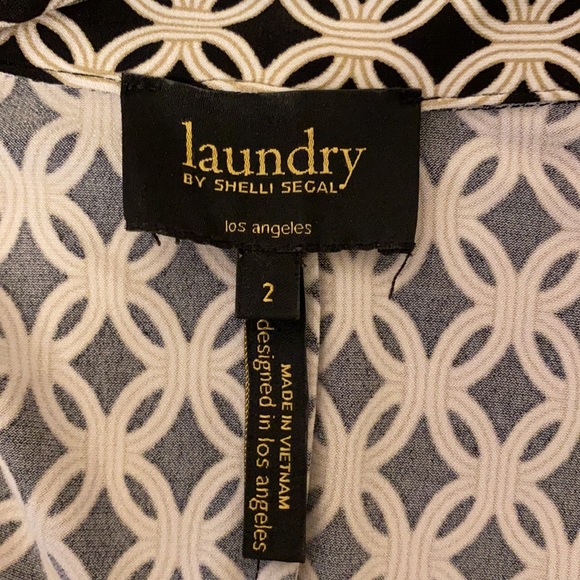 laundry
BY SHELLI SEGAL
los angeles
2
MADE IN VIETNAM
designed in los angeles